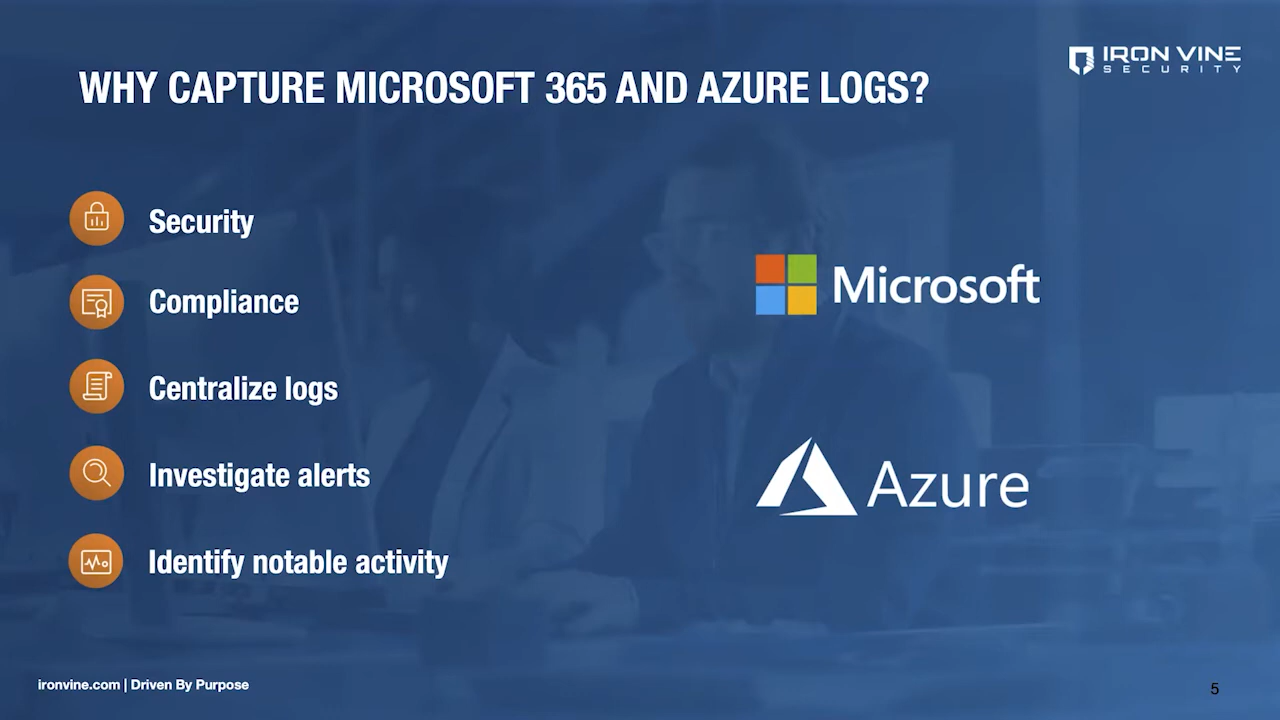 WHY CAPTURE MICROSOFT 365 AND AZURE LOGS?
IRON VINE
SECURITY
Security
Compliance
Centralize logs
Investigate alerts
Identify notable activity
Microsoft
Azure
ironvine.com | Driven By Purpose
5